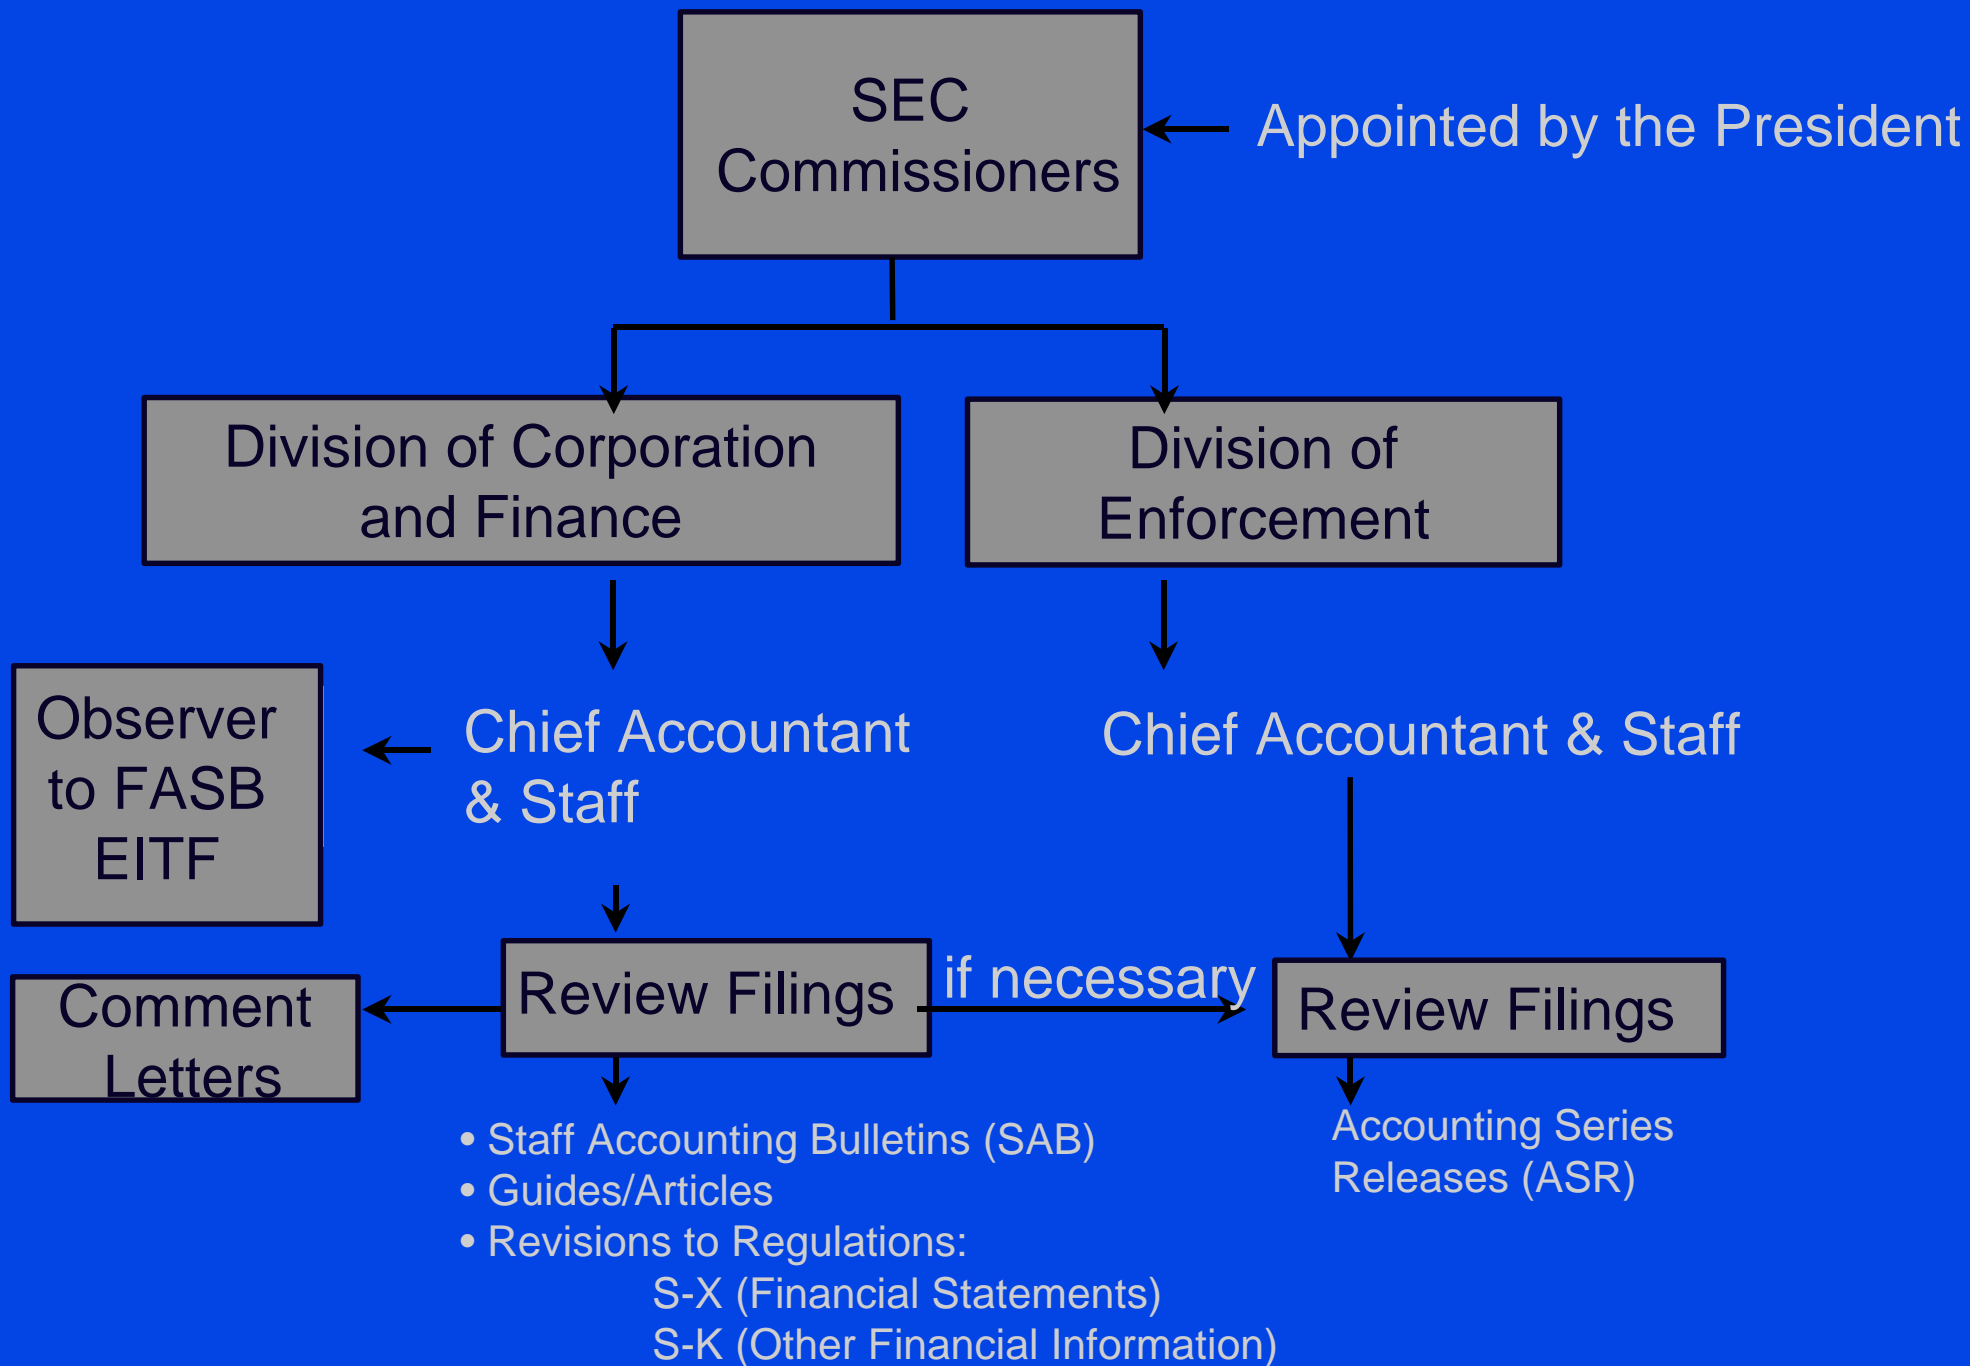 SEC
Commissioners
Appointed by the President
Division of Corporation
and Finance
Division of
Enforcement
Observer
to FASB
EITF
Chief Accountant
& Staff
Chief Accountant & Staff
Comment
Letters
Review Filings
if necessary
Review Filings
• Staff Accounting Bulletins (SAB)
• Guides/Articles
• Revisions to Regulations:
S-X (Financial Statements)
S-K (Other Financial Information)
Accounting Series
Releases (ASR)